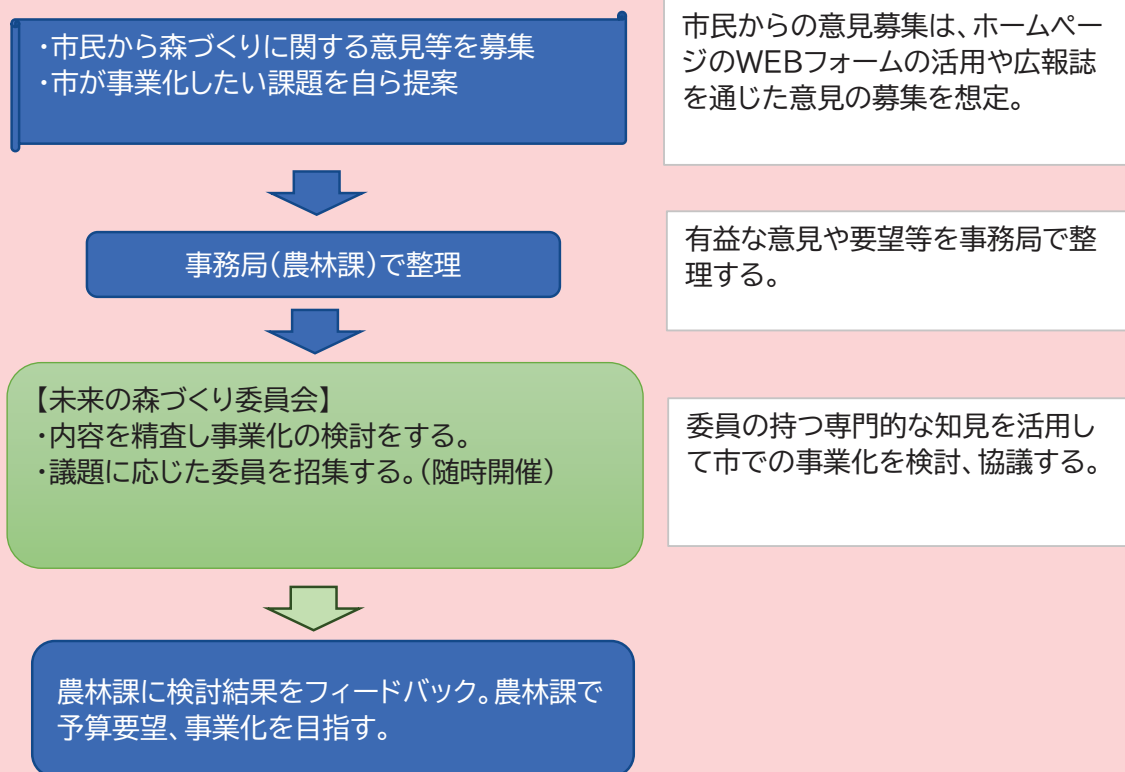 ・市民から森づくりに関する意見等を募集
・市が事業化したい課題を自ら提案
市民からの意見募集は、ホームペー
ジのWEBフォームの活用や広報誌
を通じた意見の募集を想定。
事務局(農林課)で整理
有益な意見や要望等を事務局で整
理する。
【未来の森づくり委員会】
・内容を精査し事業化の検討をする。
・議題に応じた委員を招集する。(随時開催)
委員の持つ専門的な知見を活用し
て市での事業化を検討、協議する。
農林課に検討結果をフィードバック。農林課で
予算要望、事業化を目指す。